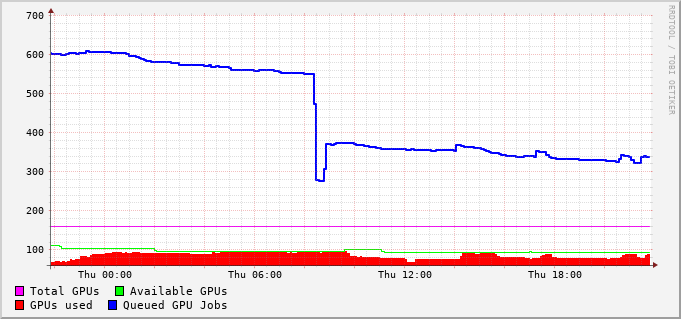 700
600
500
400
300
200
100
Thu 00:00 Thu 06:00 Thu 12:00 Thu 18:00
Total GPUs Available GPUs
GPUs used Queued GPU Jobs
RRDTOOL / TOBI OETIKER